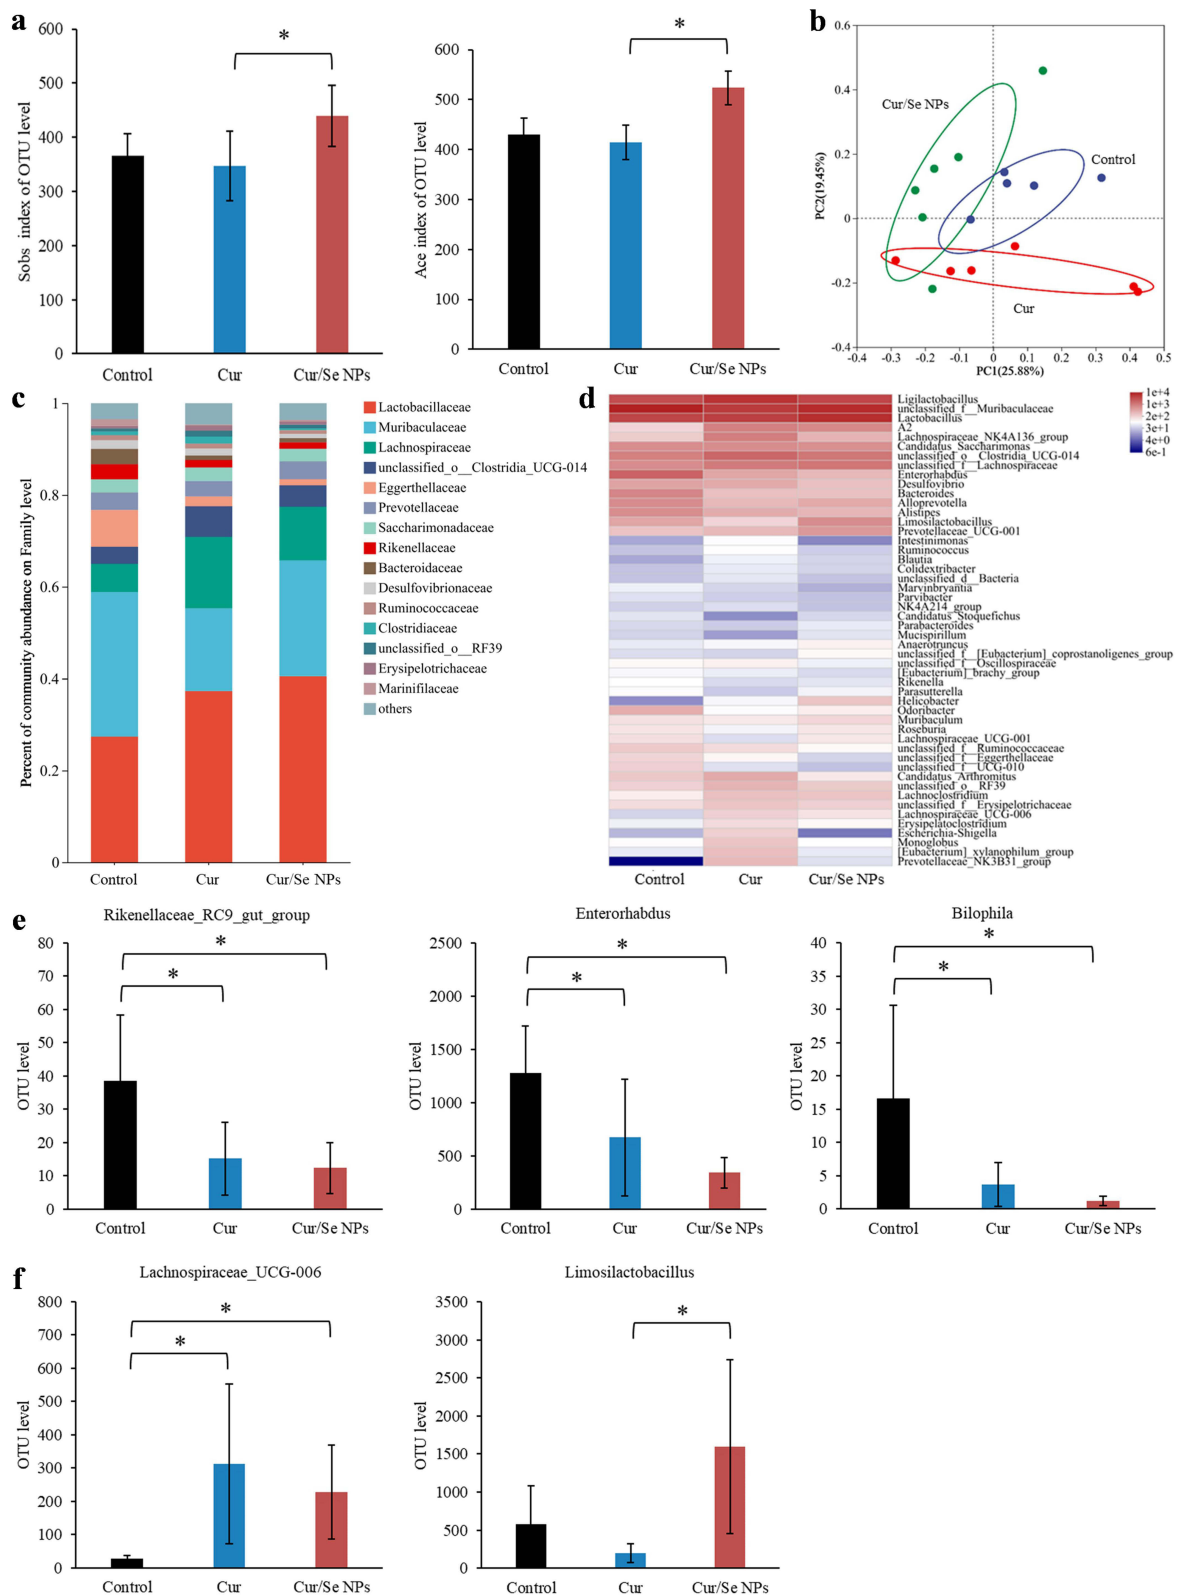 a
600
500
400
300
200
100
0
Sobs index of OTU level
*
Control
Cur
Cur/Se NPs
600
500
400
300
200
100
0
Ace index of OTU level
*
Control
Cur
Cur/Se NPs
b
0.6
0.4
0.2
0
-0.2
-0.4
PC2(19.45%)
Cur/Se NPs
Control
Cur
-0.4
-0.3
-0.2
-0.1
0
0.1
0.2
0.3
0.4
0.5
PC1(25.88%)
c
1
0.8
0.6
0.4
0.2
0
Percent of community abundance on Family level
Control
Cur
Cur/Se NPs
Lactobacillaceae
Muribaculaceae
Lachnospiraceae
unclassified_o__Clostridia_UCG-014
Eggerthellaceae
Prevotellaceae
Saccharimonadaceae
Rikenellaceae
Bacteroidaceae
Desulfovibrionaceae
Ruminococcaceae
Clostridiaceae
unclassified_o__RF39
Erysipelotrichaceae
Marinifilaceae
others
d
Ligilactobacillus
unclassified_f__Muribaculaceae
Lactobacillus
A2
Lachnospiraceae_NK4A136_group
Candidatus_Saccharimonas
unclassified_o__Clostridia_UCG-014
unclassified_f__Lachnospiraceae
Enterorhabdus
Desulfovibrio
Bacteroides
Alloprevotella
Alistipes
Limosilactobacillus
Prevotellaceae_UCG-001
Intestinimonas
Ruminococcus
Blautia
Colidextribacter
unclassified_d__Bacteria
Marvinbryantia
Parvibacter
NK4A214_group
Candidatus_Stoquefichus
Parabacteroides
Mucispirillum
Anaerotruncus
unclassified_f__[Eubacterium]_coprostanoligenes_group
unclassified_f__Oscillospiraceae
[Eubacterium]_brachy_group
Rikenella
Parasutterella
Helicobacter
Odoribacter
Muribaculum
Roseburia
Lachnospiraceae_UCG-001
unclassified_f__Ruminococcaceae
unclassified_f__Eggerthellaceae
unclassified_f__UCG-010
Candidatus_Arthromitus
unclassified_o__RF39
Lachnoclostridium
unclassified_f__Erysipelotrichaceae
Lachnospiraceae_UCG-006
Erysipelatoclostridium
Escherichia-Shigella
Monoglobus
[Eubacterium]_xylanophilum_group
Prevotellaceae_NK3B31_group
Control
Cur
Cur/Se NPs
1e+4
1e+3
2e+2
3e+1
4e+0
6e-1
e
Rikenellaceae_RC9_gut_group
80
70
60
50
40
30
20
10
0
OTU level
*
*
Control
Cur
Cur/Se NPs
Enterorhabdus
2500
2000
1500
1000
500
0
OTU level
*
*
Control
Cur
Cur/Se NPs
Bilophila
40
35
30
25
20
15
10
5
0
OTU level
*
*
Control
Cur
Cur/Se NPs
f
Lachnospiraceae_UCG-006
800
700
600
500
400
300
200
100
0
OTU level
*
*
Control
Cur
Cur/Se NPs
Limosilactobacillus
3500
3000
2500
2000
1500
1000
500
0
OTU level
*
Control
Cur
Cur/Se NPs